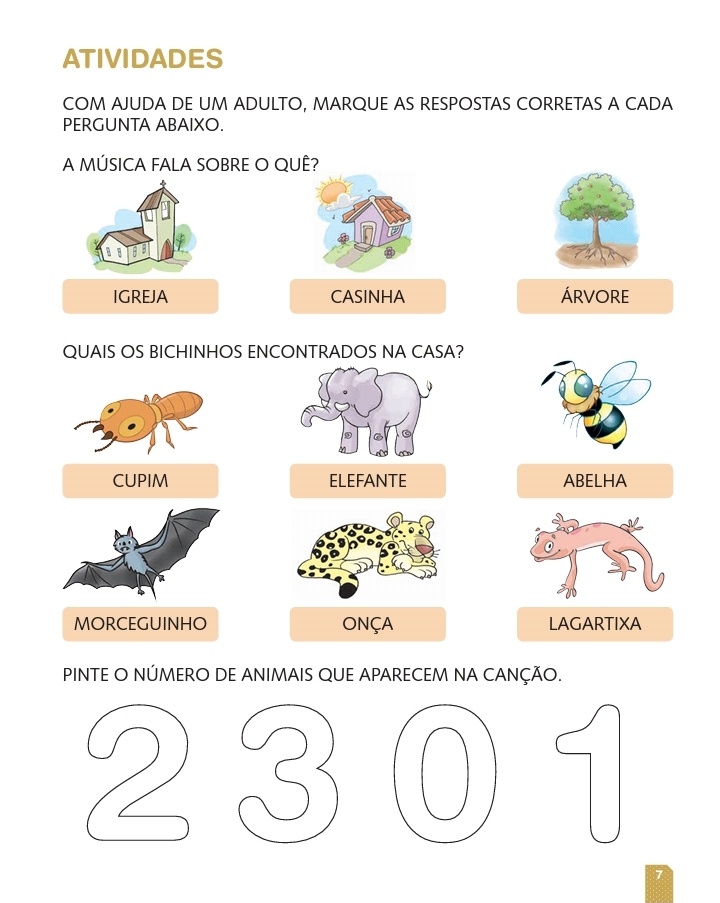 ATIVIDADES
COM AJUDA DE UM ADULTO, MARQUE AS RESPOSTAS CORRETAS A CADA
PERGUNTA ABAIXO.
A MÚSICA FALA SOBRE O QUÊ?
IGREJA CASINHA ÁRVORE
QUAIS OS BICHINHOS ENCONTRADOS NA CASA?
CUPIM ELEFANTE ABELHA
MORCEGUINHO ONÇA LAGARTIXA
PINTE O NÚMERO DE ANIMAIS QUE APARECEM NA CANÇÃO.
2 3 0 1
7